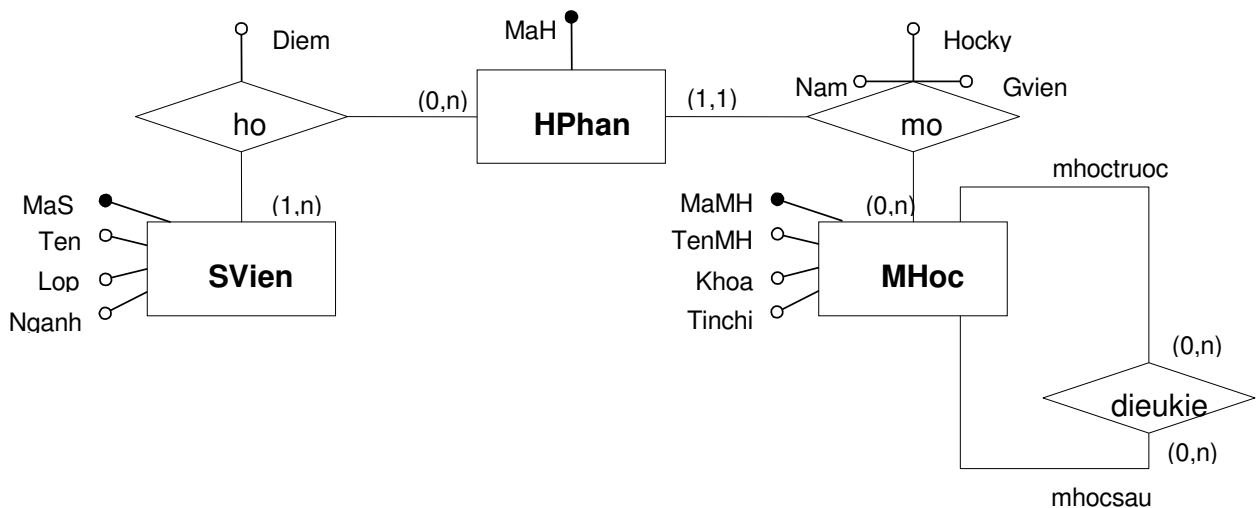 Diem
MaH
Hocky
Nam
Gvien
(0,n)
(1,1)
ho
HPhan
mo
mhoctruoc
MaS
(1,n)
MaMH
(0,n)
Ten
TenMH
SVien
MHoc
Lop
Khoa
Nganh
Tinchi
(0,n)
dieukie
(0,n)
mhocsau